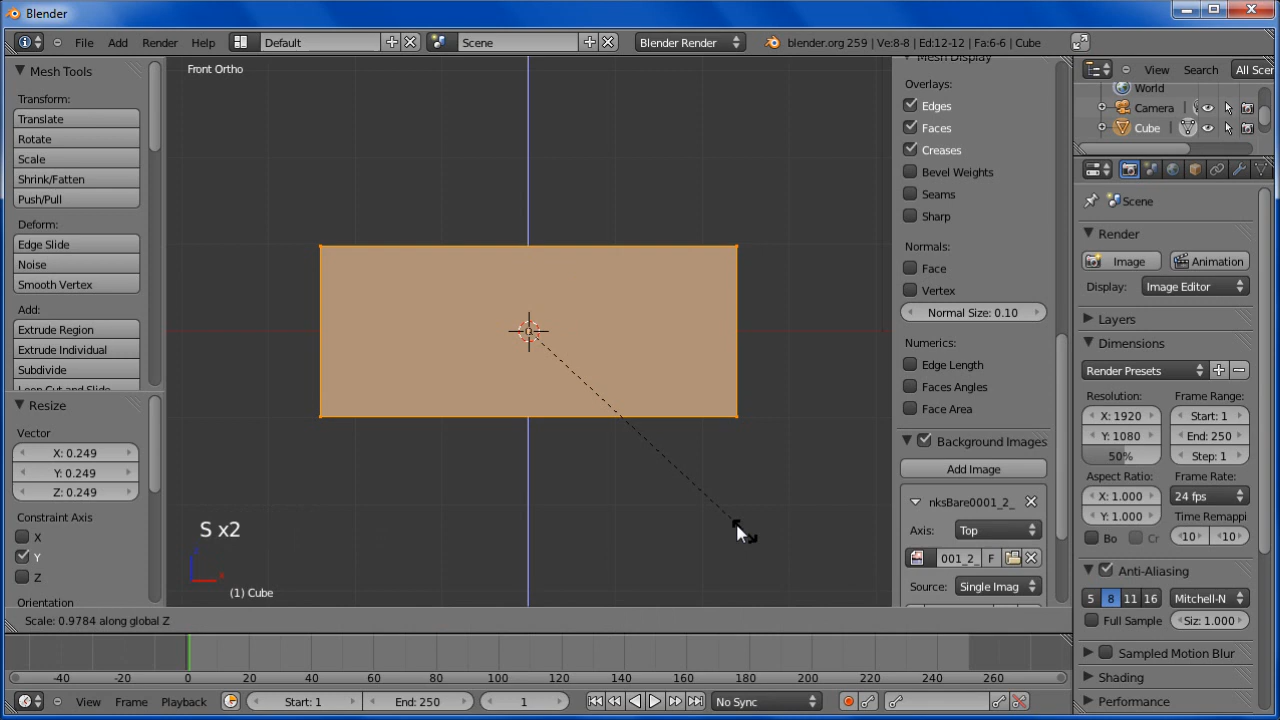 Blender
File Add Render Help Default Scene Blender Render blender.org 259 | Ve:8-8 | Ed:12-12 | Fa:6-6 | Cube
Mesh Tools
Transform:
Translate
Rotate
Scale
Shrink/Fatten
Push/Pull
Deform:
Edge Slide
Noise
Smooth Vertex
Add:
Extrude Region
Extrude Individual
Subdivide
Loop Cut and Slide
Resize
Vector
X: 0.249
Y: 0.249
Z: 0.249
Constraint Axis
X
Y
Z
Orientation
Front Ortho
S x2
(1) Cube
Scale: 0.9784 along global Z
Mesh Display
Overlays:
Edges
Faces
Creases
Bevel Weights
Seams
Sharp
Normals:
Face
Vertex
Normal Size: 0.10
Numerics:
Edge Length
Faces Angles
Face Area
Background Images
Add Image
nksBare0001_2_
Axis: Top
001_2_ F
Source: Single Imag
View Search All Scen
World
Camera
Cube
Scene
Render
Image Animation
Display: Image Editor
Layers
Dimensions
Render Presets
Resolution: Frame Range:
X: 1920 Start: 1
Y: 1080 End: 250
50% Step: 1
Aspect Ratio: Frame Rate:
X: 1.000 24 fps
Y: 1.000 Time Remappi
Bo Cr 10 10
Anti-Aliasing
5 8 11 16 Mitchell-N
Full Sample Siz: 1.000
Sampled Motion Blur
Shading
Performance
-40 -20 0 20 40 60 80 100 120 140 160 180 200 220 240 260
View Frame Playback Start: 1 End: 250 1 No Sync